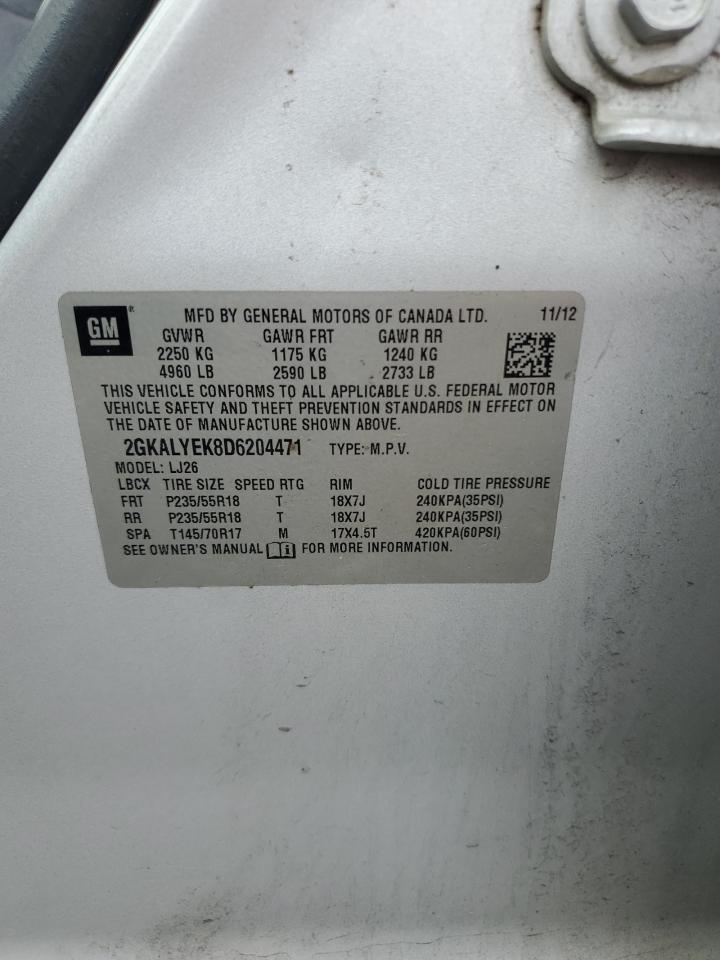 GM ®
MFD BY GENERAL MOTORS OF CANADA LTD. 11/12
GVWR GAWR FRT GAWR RR
2250 KG 1175 KG 1240 KG
4960 LB 2590 LB 2733 LB
THIS VEHICLE CONFORMS TO ALL APPLICABLE U.S. FEDERAL MOTOR
VEHICLE SAFETY AND THEFT PREVENTION STANDARDS IN EFFECT ON
THE DATE OF MANUFACTURE SHOWN ABOVE.
2GKALYEK8D6204471 TYPE: M.P.V.
MODEL: LJ26
LBCX TIRE SIZE SPEED RTG RIM COLD TIRE PRESSURE
FRT P235/55R18 T 18X7J 240KPA(35PSI)
RR P235/55R18 T 18X7J 240KPA(35PSI)
SPA T145/70R17 M 17X4.5T 420KPA(60PSI)
SEE OWNER'S MANUAL FOR MORE INFORMATION.